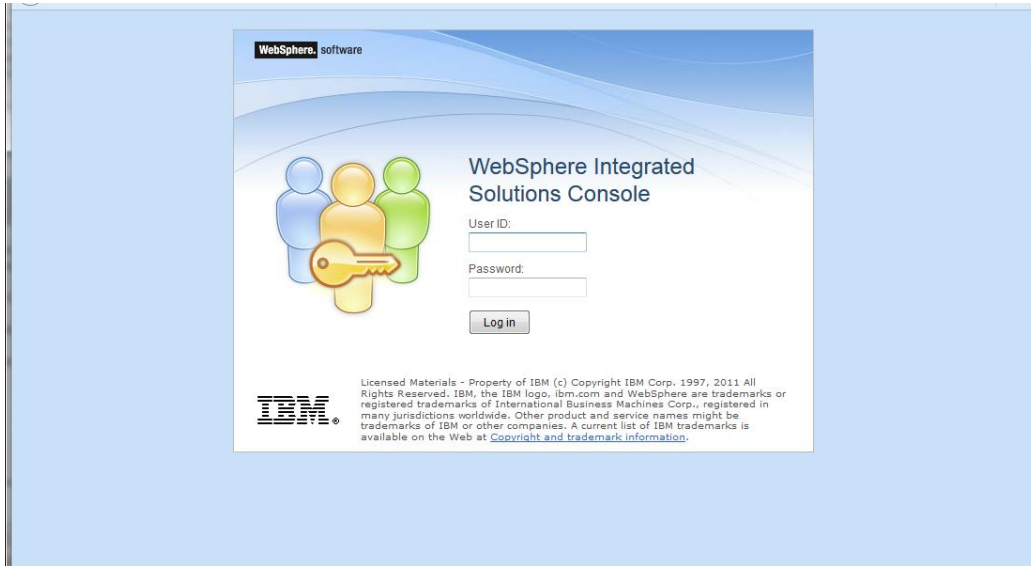 WebSphere. software
WebSphere Integrated
Solutions Console
User ID:
Password:
Log in
Licensed Materials - Property of IBM (c) Copyright IBM Corp. 1997, 2011 All
Rights Reserved. IBM, the IBM logo, ibm.com and WebSphere are trademarks or
registered trademarks of International Business Machines Corp., registered in
many jurisdictions worldwide. Other product and service names might be
trademarks of IBM or other companies. A current list of IBM trademarks is
available on the Web at Copyright and trademark information.
IBM®